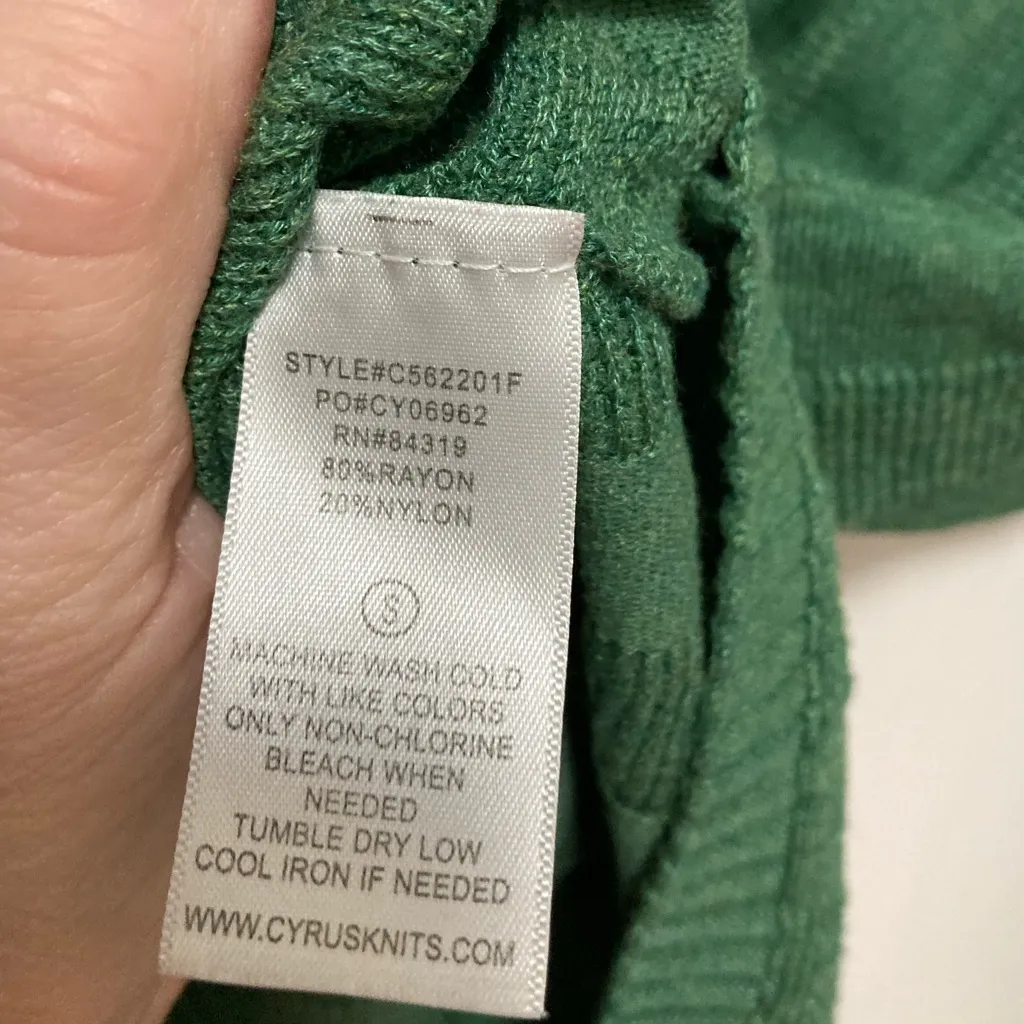 STYLE#C562201F
PO#CY06962
RN#84319
80%RAYON
20%NYLON
S
MACHINE WASH COLD
WITH LIKE COLORS
ONLY NON-CHLORINE
BLEACH WHEN
NEEDED
TUMBLE DRY LOW
COOL IRON IF NEEDED
WWW.CYRUSKNITS.COM